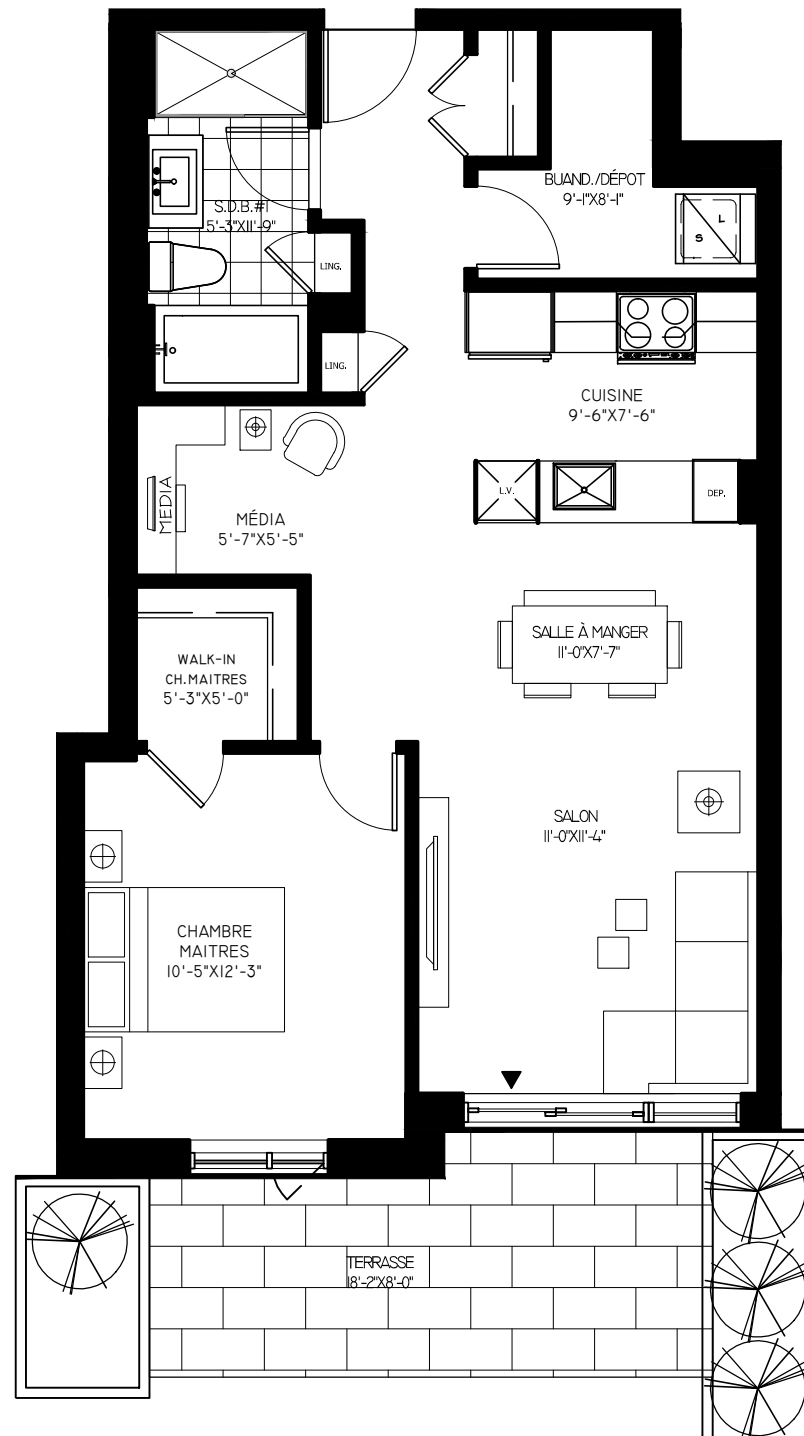 BUAND./DÉPOT
9'-1"X8'-1"
L
S
S.D.B.#1
5'-3"X11'-9"
LING.
LING.
CUISINE
9'-6"X7'-6"
L.V.
DEP.
MEDIA
MÉDIA
5'-7"X5'-5"
SALLE À MANGER
11'-0"X7'-7"
WALK-IN
CH.MAITRES
5'-3"X5'-0"
SALON
11'-0"X11'-4"
CHAMBRE
MAITRES
10'-5"X12'-3"
TERRASSE
18'-2"X8'-0"